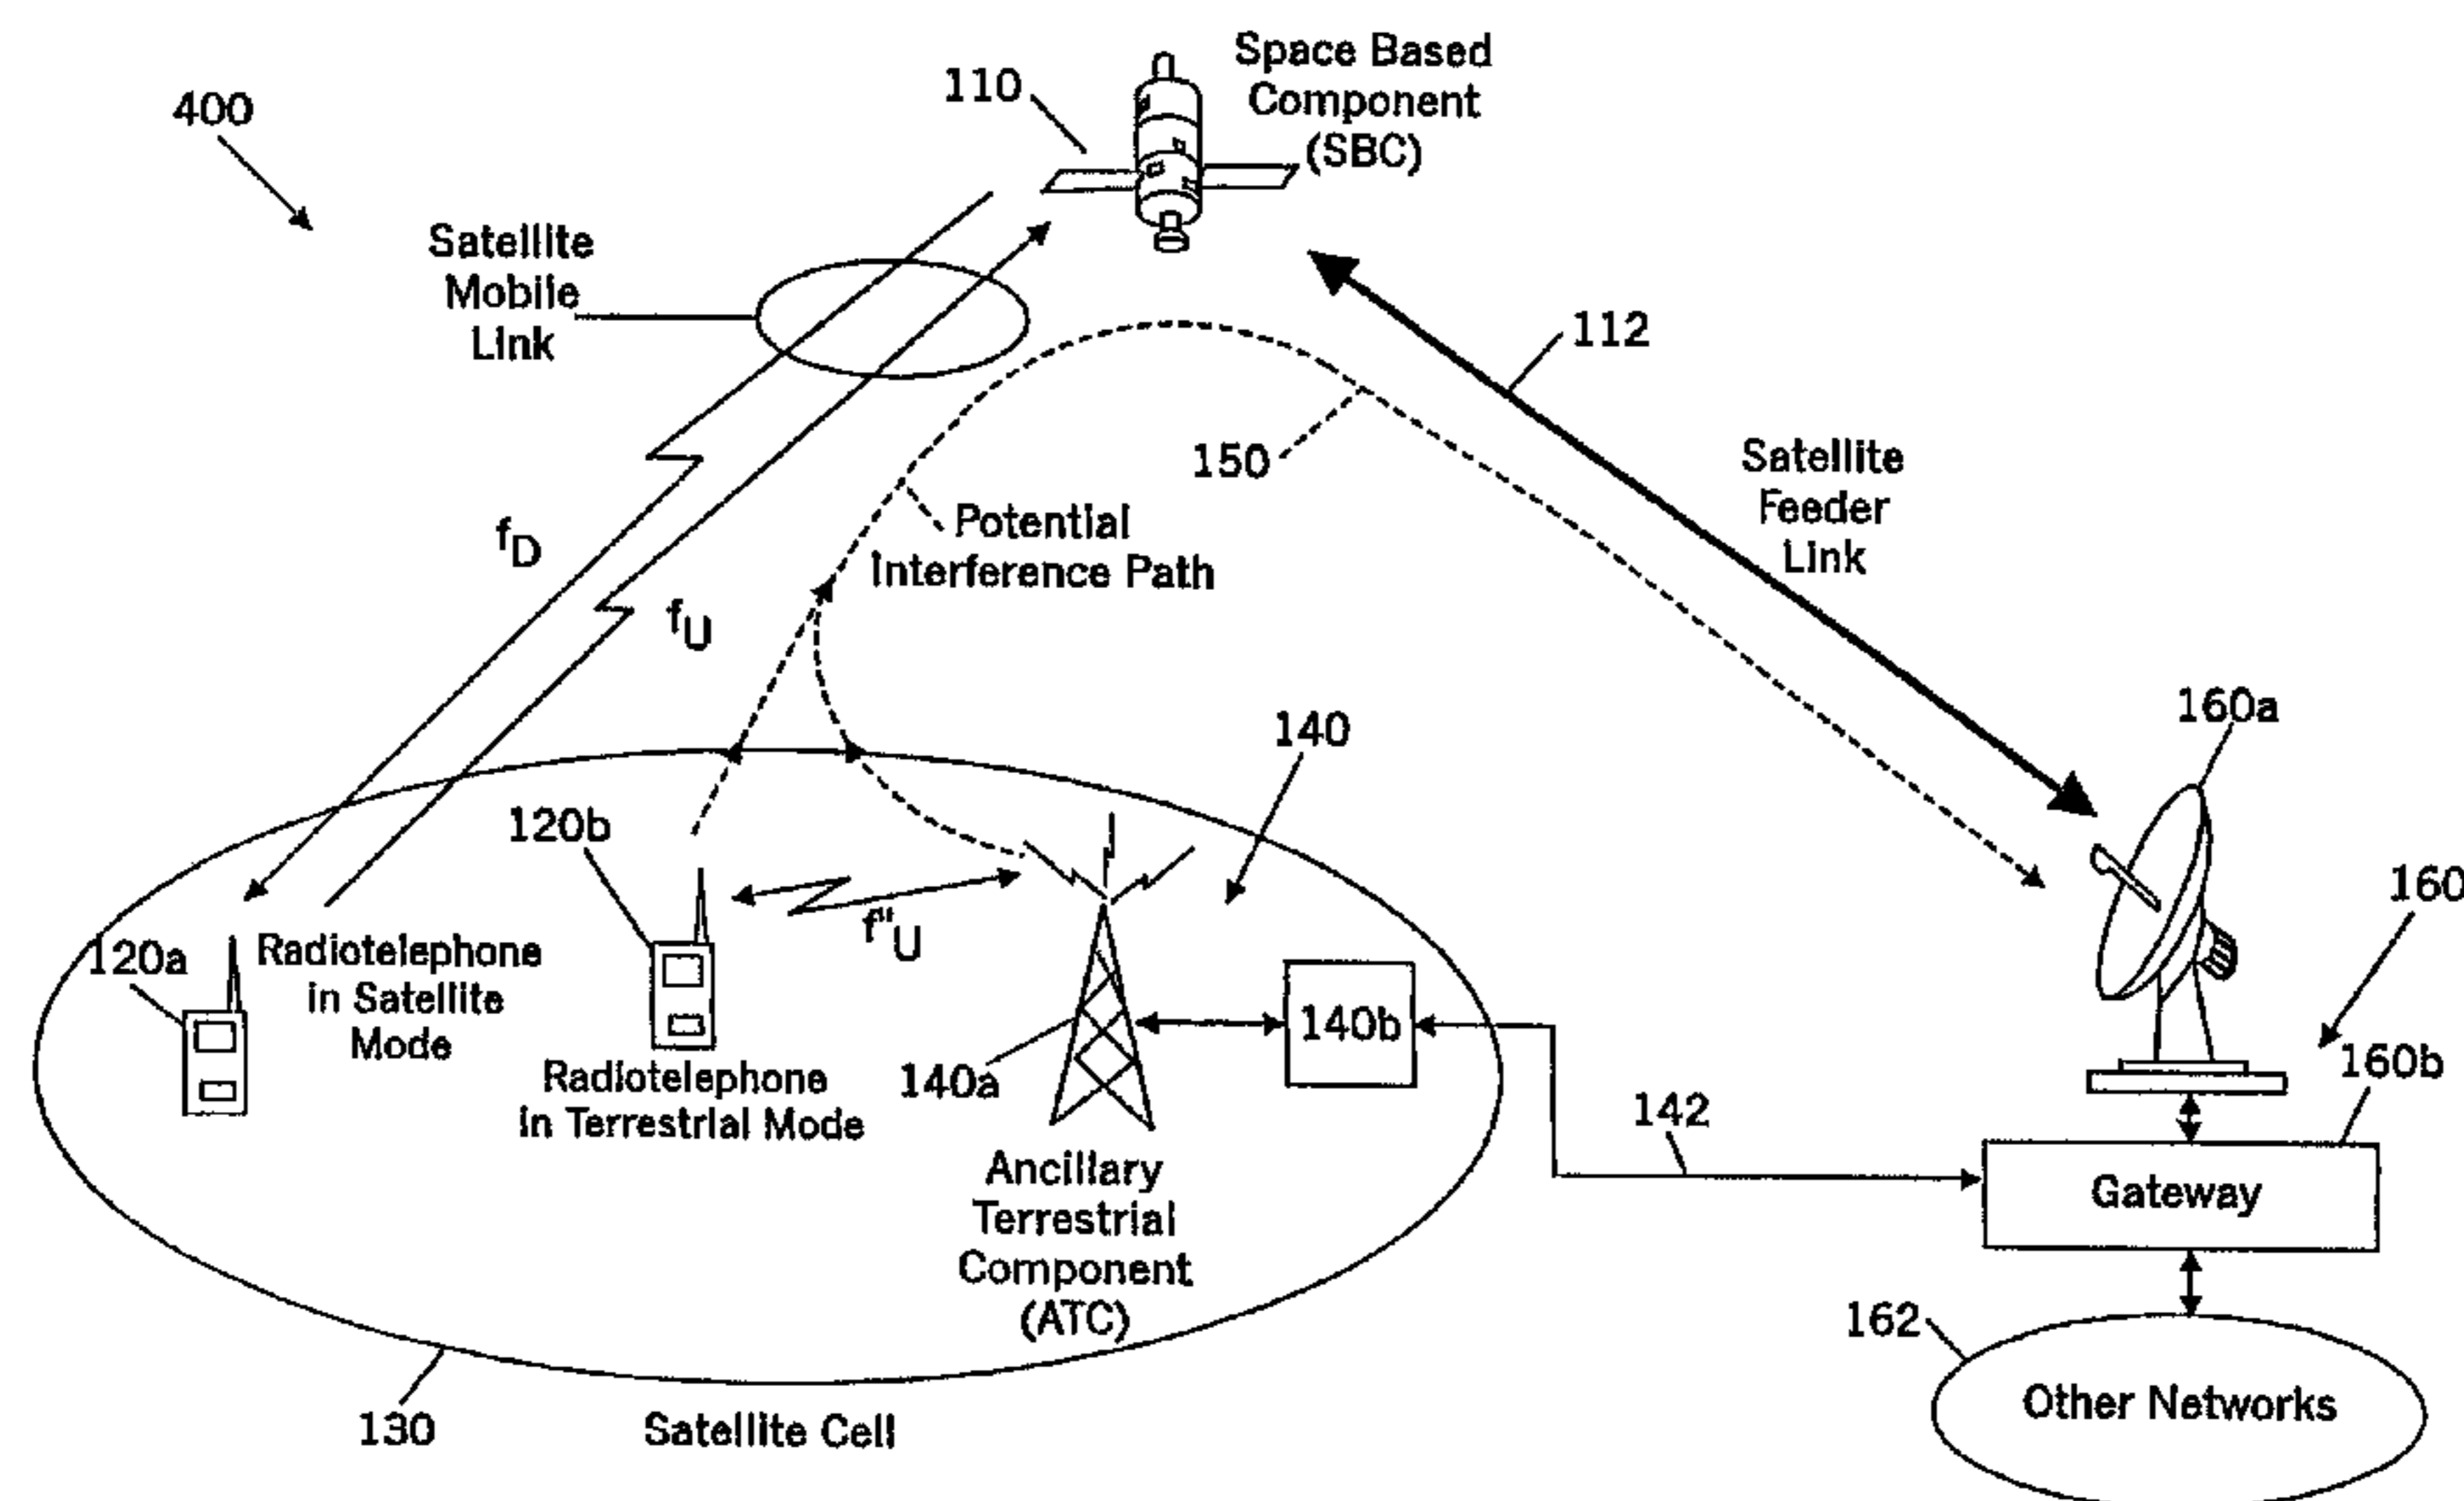 400
110
Space Based
Component
(SBC)
Satellite
Mobile
Link
112
150
Satellite
Feeder
Link
fD
Potential
Interference Path
fU
160a
140
120b
160
f"U
120a
Radiotelephone
in Satellite
Mode
140b
160b
Radiotelephone
in Terrestrial Mode
140a
142
Ancillary
Terrestrial
Component
(ATC)
Gateway
162
Other Networks
130
Satellite Cell